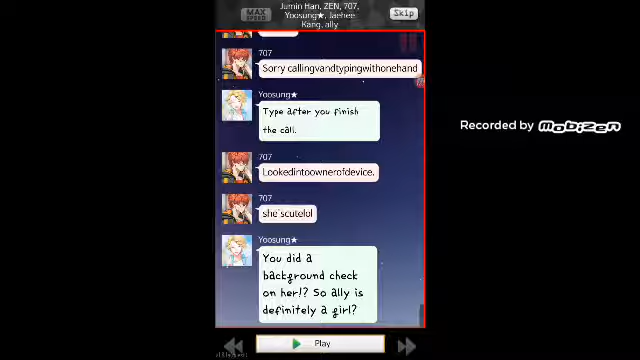 Jumin Han, ZEN, 707,
Yoosung★, Jaehee
Kang, ally
MAX
SPEED
Skip
707
Sorry callingvandtypingwithonehand
Yoosung★
Type after you finish
the call.
707
Lookedintoownerofdevice.
707
she'scutelol
Yoosung★
You did a
background check
on her!? So ally is
definitely a girl?
Play
Recorded by mobizen